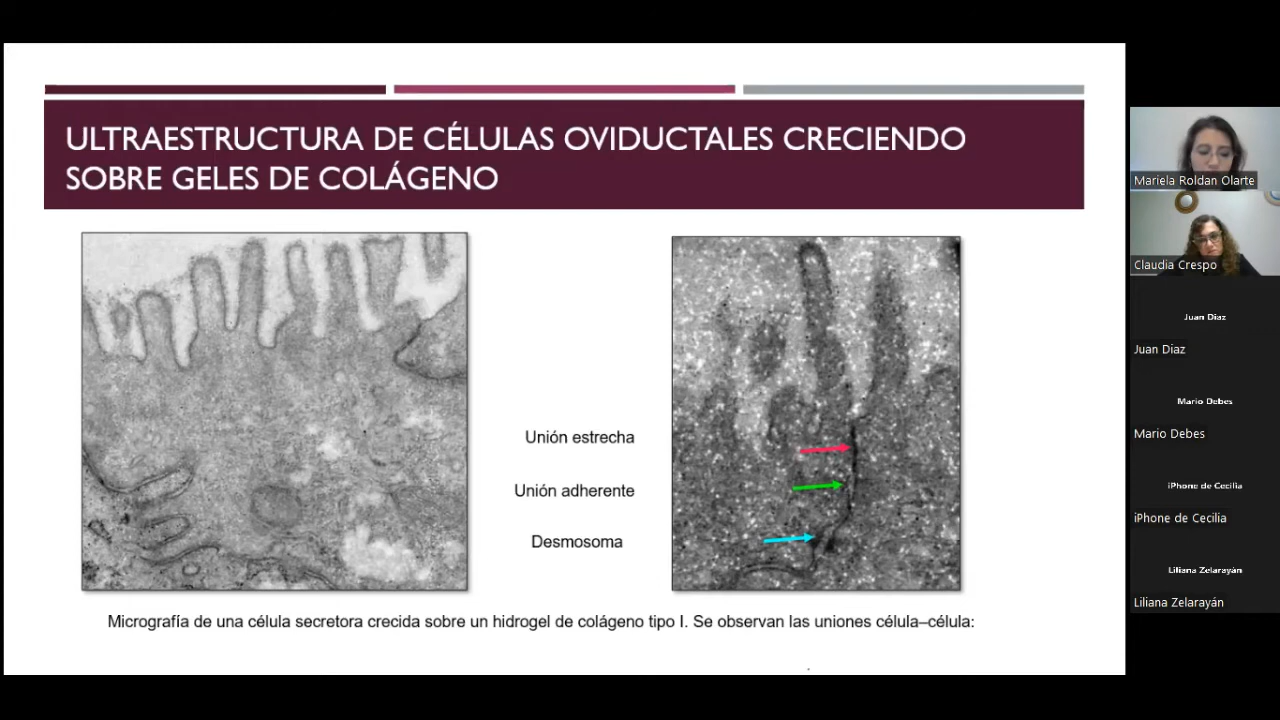 ULTRAESTRUCTURA DE CÉLULAS OVIDUCTALES CRECIENDO
SOBRE GELES DE COLÁGENO
Unión estrecha
Unión adherente
Desmosoma
Micrografía de una célula secretora crecida sobre un hidrogel de colágeno tipo I. Se observan las uniones célula–célula:
Mariela Roldan Olarte
Claudia Crespo
Juan Diaz
Juan Diaz
Mario Debes
Mario Debes
iPhone de Cecilia
iPhone de Cecilia
Liliana Zelarayán
Liliana Zelarayán